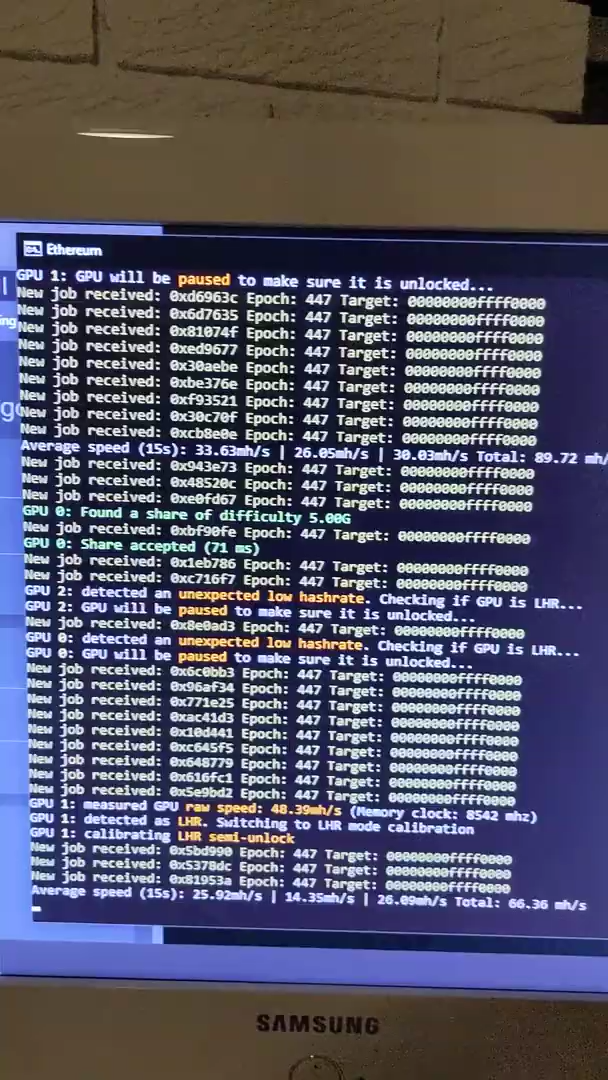 Ethereum
GPU 1: GPU will be paused to make sure it is unlocked...
New job received: 0xd6963c Epoch: 447 Target: 00000000ffff0000
New job received: 0x6d7635 Epoch: 447 Target: 00000000ffff0000
New job received: 0x81074f Epoch: 447 Target: 00000000ffff0000
New job received: 0xed9677 Epoch: 447 Target: 00000000ffff0000
New job received: 0x30aebe Epoch: 447 Target: 00000000ffff0000
New job received: 0xbe376e Epoch: 447 Target: 00000000ffff0000
New job received: 0xf93521 Epoch: 447 Target: 00000000ffff0000
New job received: 0x30c70f Epoch: 447 Target: 00000000ffff0000
New job received: 0xcb8e0e Epoch: 447 Target: 00000000ffff0000
Average speed (15s): 33.63mh/s | 26.05mh/s | 30.03mh/s Total: 89.72 mh/
New job received: 0x943e73 Epoch: 447 Target: 00000000ffff0000
New job received: 0x48520c Epoch: 447 Target: 00000000ffff0000
New job received: 0xe0fd67 Epoch: 447 Target: 00000000ffff0000
GPU 0: Found a share of difficulty 5.00G
New job received: 0xbf90fe Epoch: 447 Target: 00000000ffff0000
GPU 0: Share accepted (71 ms)
New job received: 0x1eb786 Epoch: 447 Target: 00000000ffff0000
New job received: 0xc716f7 Epoch: 447 Target: 00000000ffff0000
GPU 2: detected an unexpected low hashrate. Checking if GPU is LHR...
GPU 2: GPU will be paused to make sure it is unlocked...
New job received: 0x8e0ad3 Epoch: 447 Target: 00000000ffff0000
GPU 0: detected an unexpected low hashrate. Checking if GPU is LHR...
GPU 0: GPU will be paused to make sure it is unlocked...
New job received: 0x6c0bb3 Epoch: 447 Target: 00000000ffff0000
New job received: 0x96af34 Epoch: 447 Target: 00000000ffff0000
New job received: 0x771e25 Epoch: 447 Target: 00000000ffff0000
New job received: 0xac41d3 Epoch: 447 Target: 00000000ffff0000
New job received: 0x10d441 Epoch: 447 Target: 00000000ffff0000
New job received: 0xc645f5 Epoch: 447 Target: 00000000ffff0000
New job received: 0x648779 Epoch: 447 Target: 00000000ffff0000
New job received: 0x616fc1 Epoch: 447 Target: 00000000ffff0000
New job received: 0x5e9bd2 Epoch: 447 Target: 00000000ffff0000
GPU 1: measured GPU raw speed: 48.39mh/s (Memory clock: 8542 mhz)
GPU 1: detected as LHR. Switching to LHR mode calibration
GPU 1: calibrating LHR semi-unlock
New job received: 0x5bd990 Epoch: 447 Target: 00000000ffff0000
New job received: 0x5378dc Epoch: 447 Target: 00000000ffff0000
New job received: 0x81953a Epoch: 447 Target: 00000000ffff0000
Average speed (15s): 25.92mh/s | 14.35mh/s | 26.09mh/s Total: 66.36 mh/s
SAMSUNG